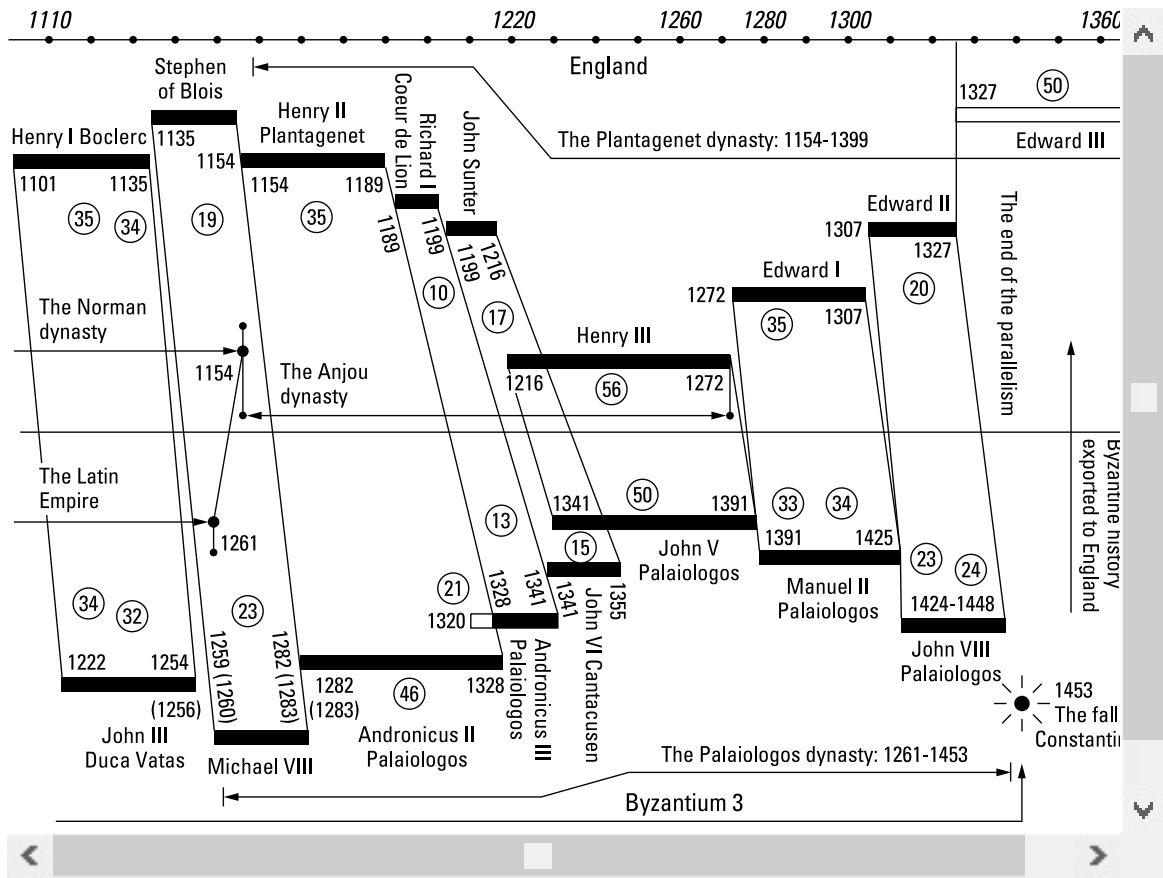 1110
1220
1260
1280
1300
1360
England
Stephen
of Blois
Henry I Boclerc
Henry II
Plantagenet
Coeur de Lion
Richard I
John Sunter
The Plantagenet dynasty: 1154-1399
1327
50
Edward III
1101
1135
1135
1154
1154
1189
1189
1199
1199
1216
35
34
19
35
10
17
Edward I
Edward II
1272
1307
1307
1327
35
20
The end of the parallelism
The Norman
dynasty
1154
The Anjou
dynasty
Henry III
1216
56
1272
The Latin
Empire
1261
Byzantine history
exported to England
34
32
23
21
13
15
50
33
34
23
24
1341
1391
John V
Palaiologos
1391
1425
Manuel II
Palaiologos
1424-1448
John VIII
Palaiologos
1222
1254
(1256)
John III
Duca Vatas
1259 (1260)
1282 (1283)
Michael VIII
1282
(1283)
46
1328
Andronicus II
Palaiologos
1320
1328
1341
Andronicus III
Palaiologos
1341
1355
John VI Cantacusen
1453
The fall
Constantin
The Palaiologos dynasty: 1261-1453
Byzantium 3